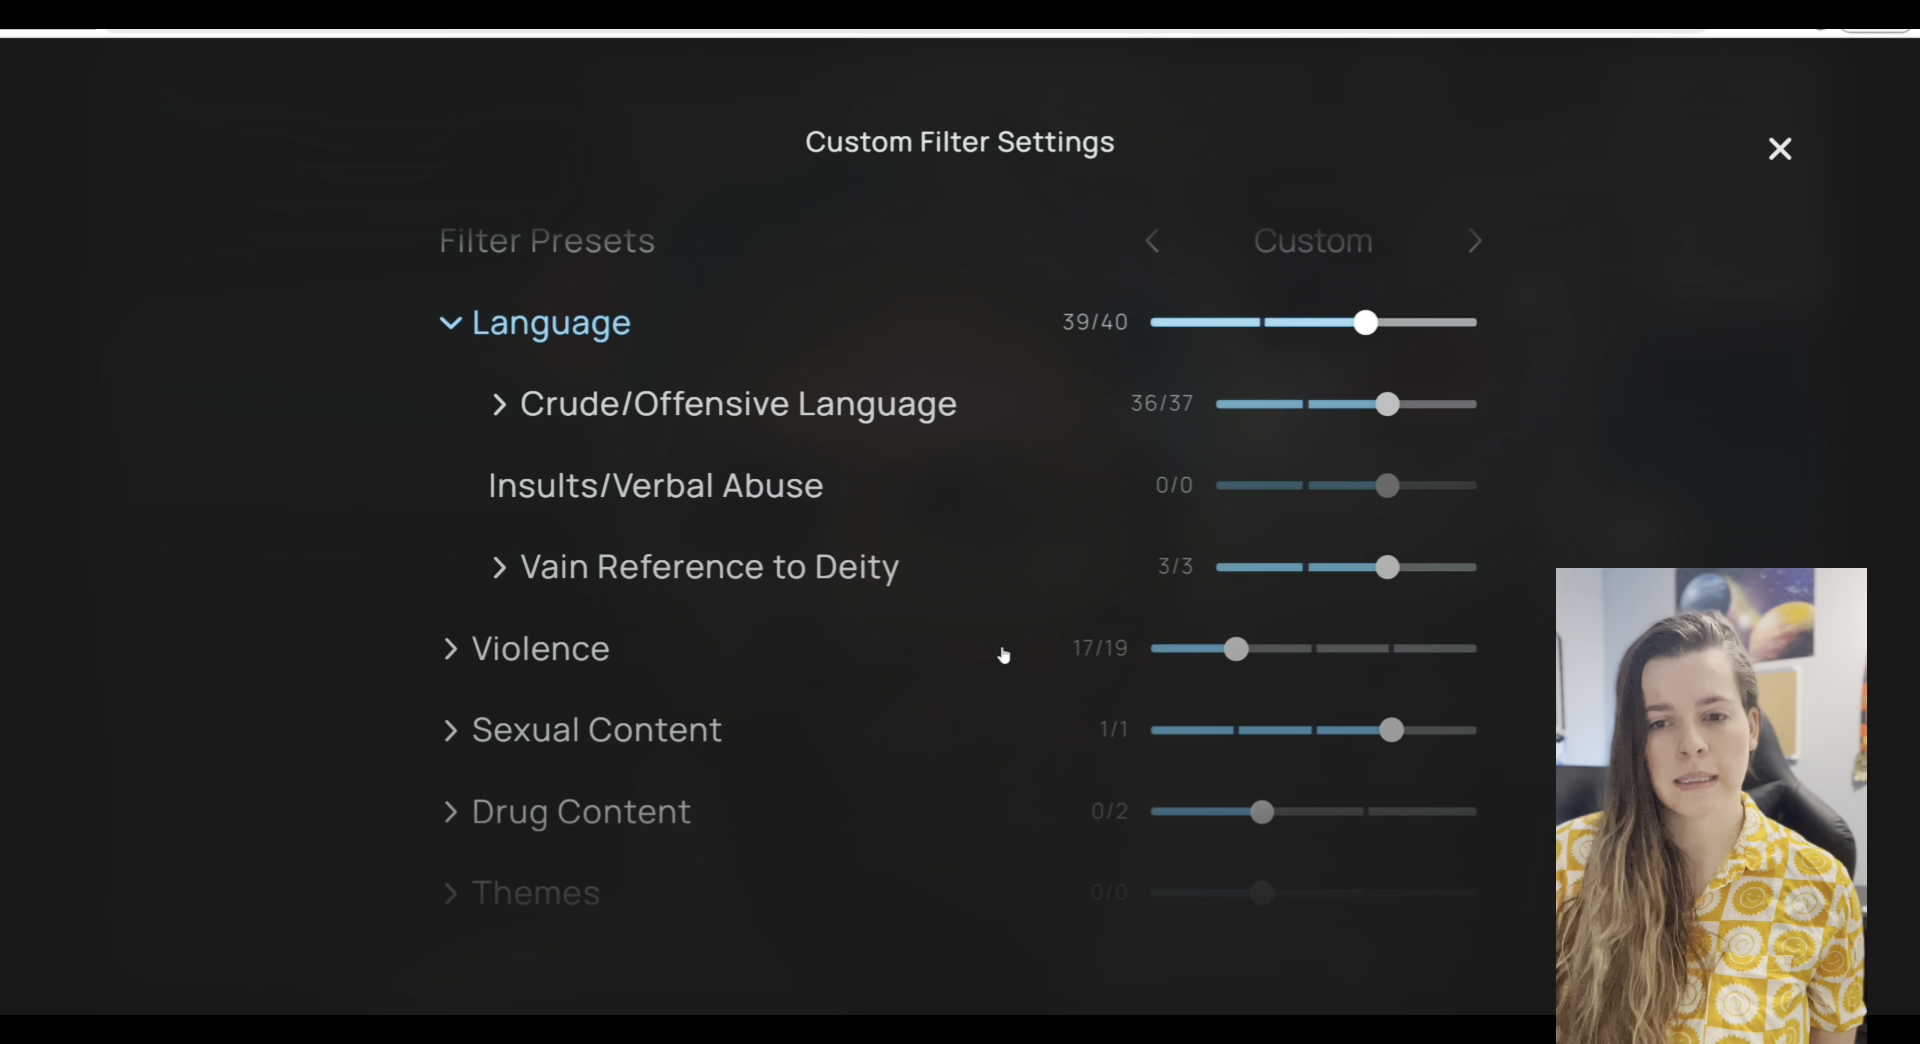 Custom Filter Settings
Filter Presets Custom
Language 39/40
Crude/Offensive Language 36/37
Insults/Verbal Abuse 0/0
Vain Reference to Deity 3/3
Violence 17/19
Sexual Content 1/1
Drug Content 0/2
Themes 0/0